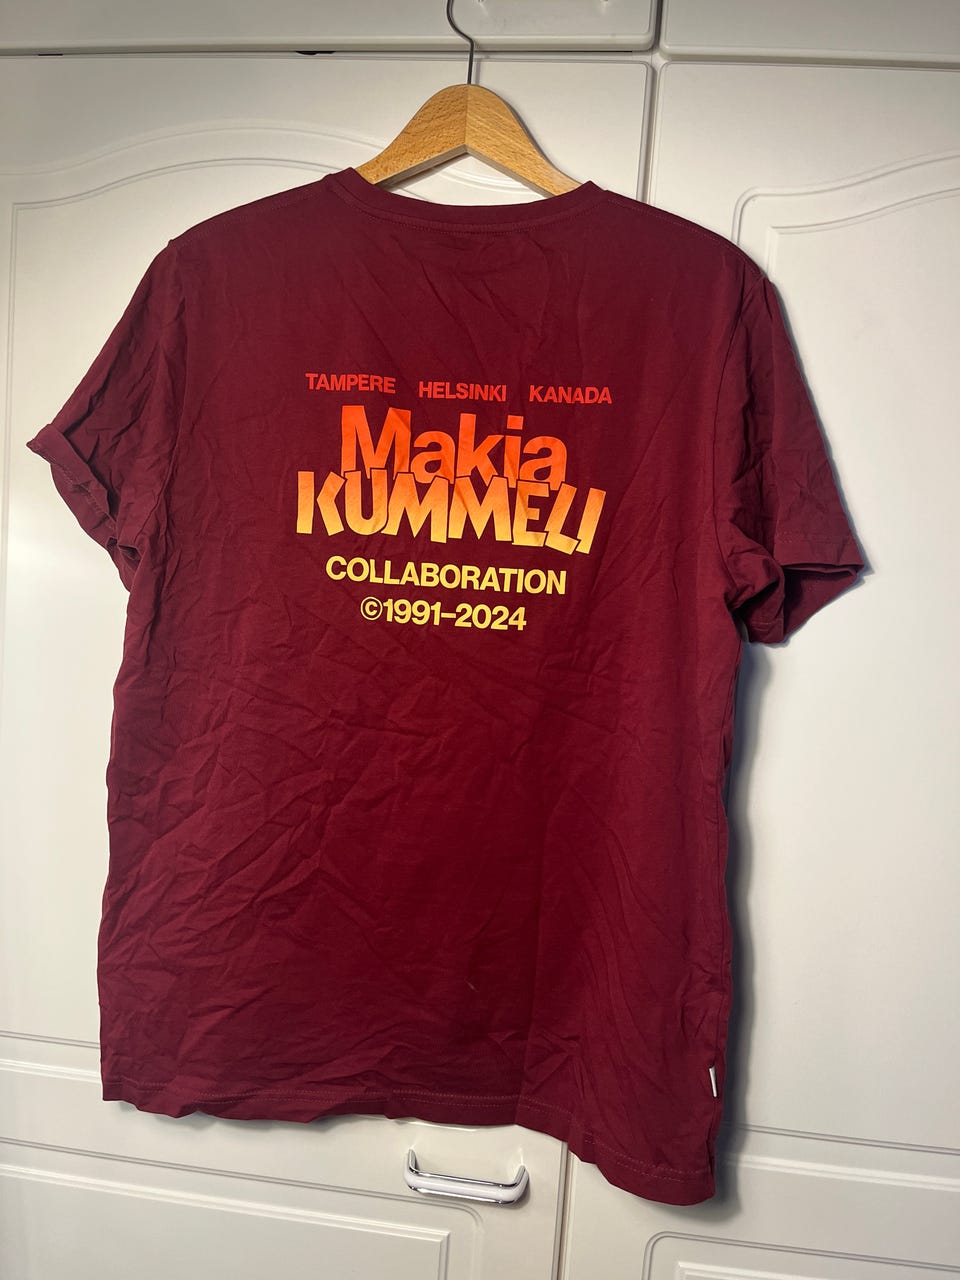 TAMPERE HELSINKI KANADA
Makia
KUMMELI
COLLABORATION
©1991–2024